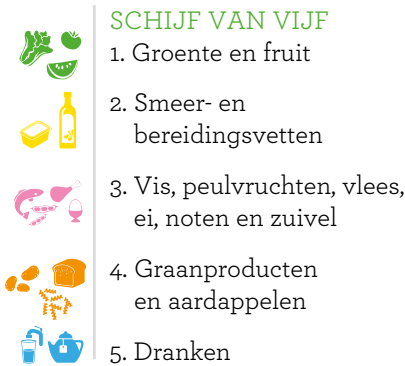 SCHIJF VAN VIJF
1. Groente en fruit
2. Smeer- en
bereidingsvetten
3. Vis, peulvruchten, vlees,
ei, noten en zuivel
4. Graanproducten
en aardappelen
5. Dranken